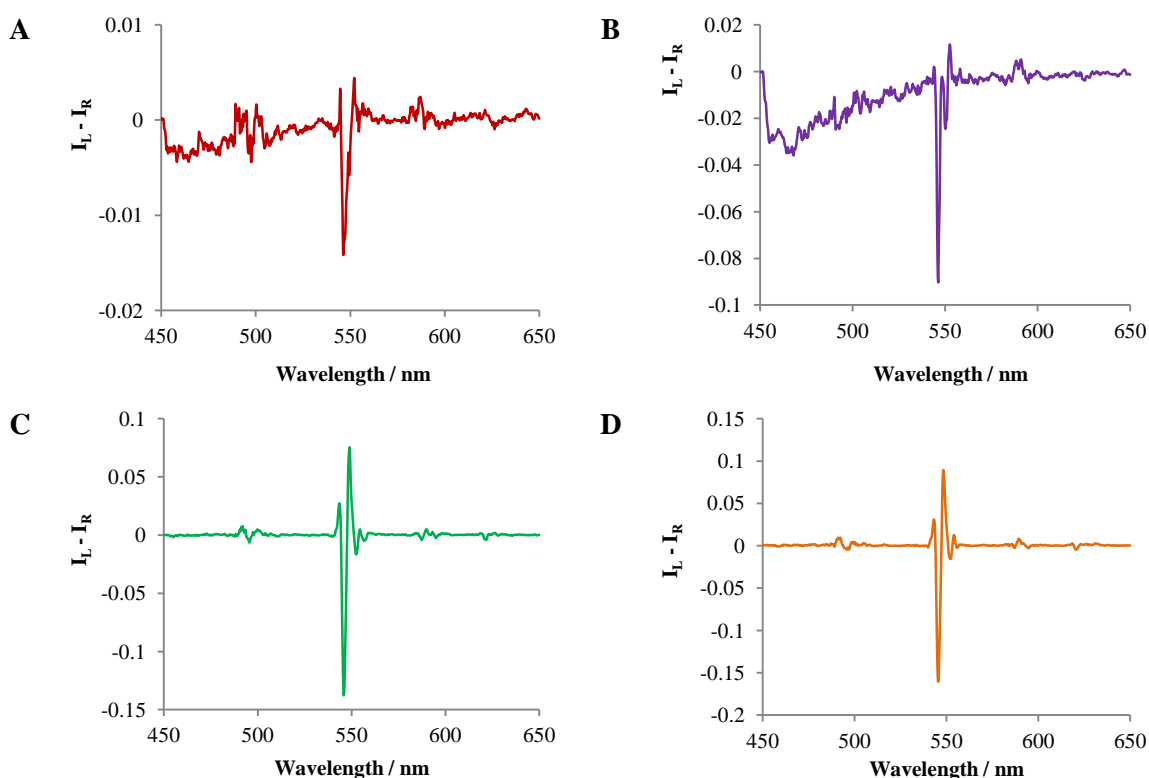 A
0.01
0
-0.01
-0.02
I_L - I_R
450 500 550 600 650
Wavelength / nm
B
0.02
0
-0.02
-0.04
-0.06
-0.08
-0.1
I_L - I_R
450 500 550 600 650
Wavelength / nm
C
0.1
0.05
0
-0.05
-0.1
-0.15
I_L - I_R
450 500 550 600 650
Wavelength / nm
D
0.15
0.1
0.05
0
-0.05
-0.1
-0.15
-0.2
I_L - I_R
450 500 550 600 650
Wavelength / nm